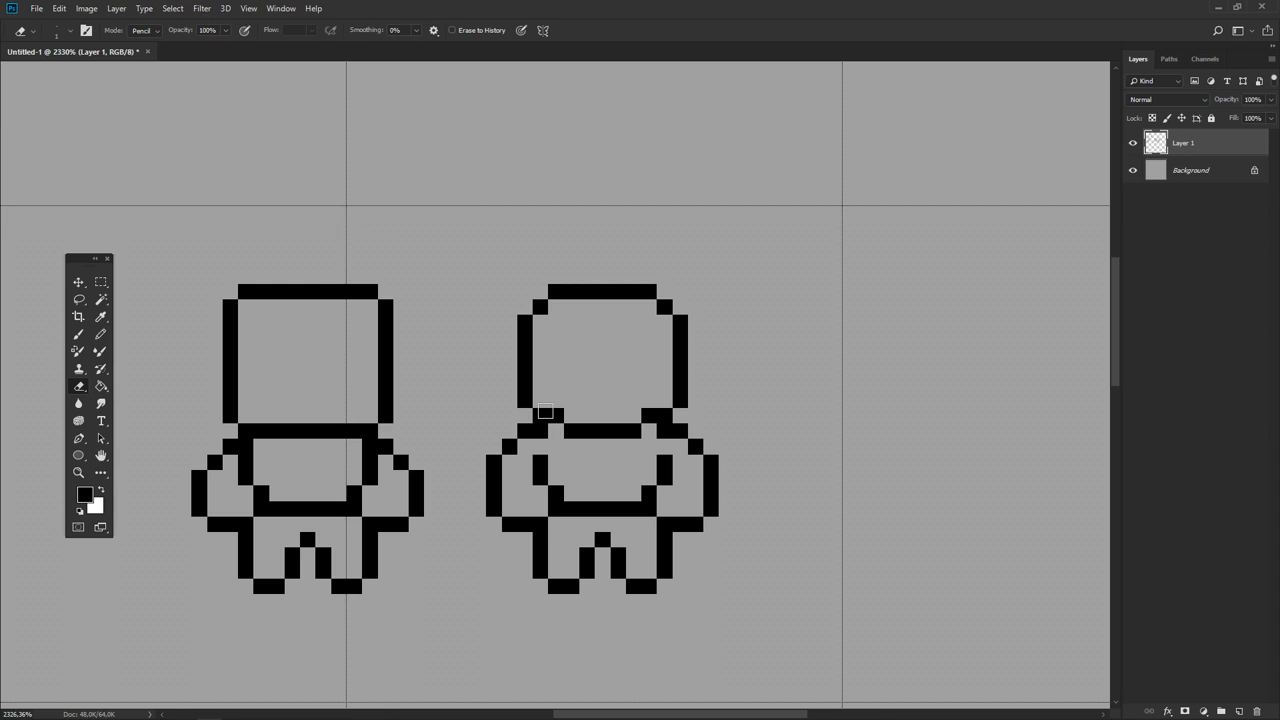 Ps File Edit Image Layer Type Select Filter 3D View Window Help
1 Mode: Pencil Opacity: 100% Flow: Smoothing: 0% Erase to History
Untitled-1 @ 2330% (Layer 1, RGB/8) * ×
Layers Paths Channels
Kind
Normal Opacity: 100%
Lock: Fill: 100%
Layer 1
Background
2326,36% Doc: 48,0K/64,0K